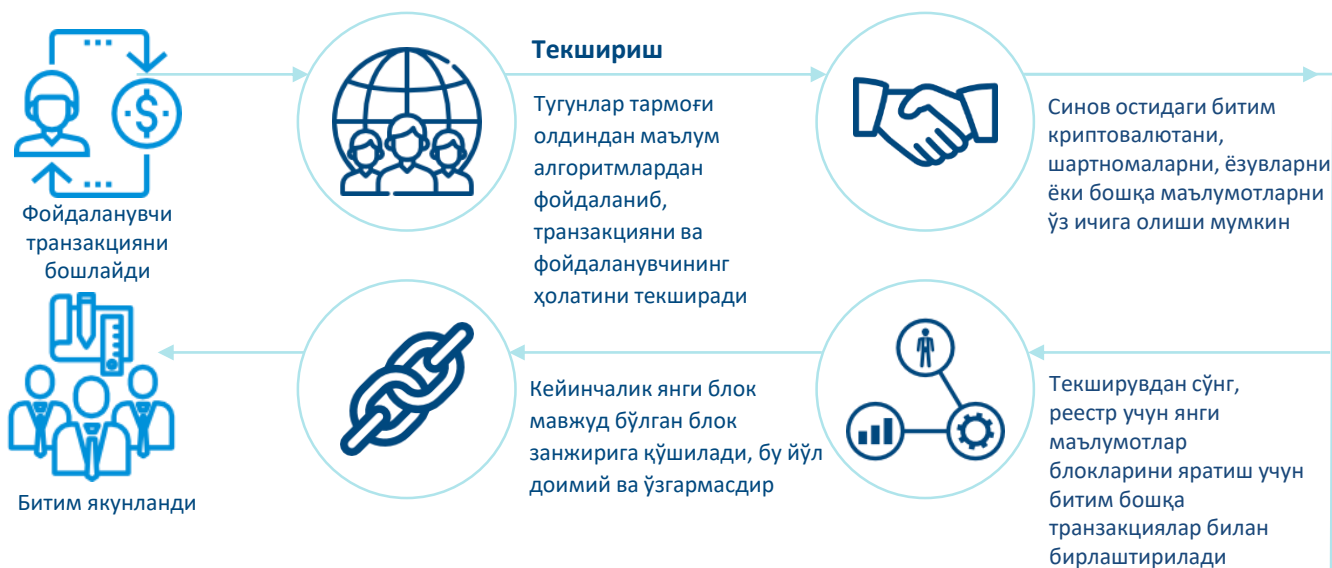 Фойдаланувчи
транзакцияни
бошлайди
Текшириш
Тугунлар тармоғи
олдиндан маълум
алгоритмлардан
фойдаланиб,
транзакцияни ва
фойдаланувчининг
ҳолатини текширади
Синов остидаги битим
криптовалютани,
шартномаларни, ёзувларни
ёки бошқа маълумотларни
ўз ичига олиши мумкин
Текширувдан сўнг,
реестр учун янги
маълумотлар
блокларини яратиш учун
битим бошқа
транзакциялар билан
бирлаштирилади
Кейинчалик янги блок
мавжуд бўлган блок
занжирига қўшилади, бу йўл
доимий ва ўзгармасдир
Битим якунланди